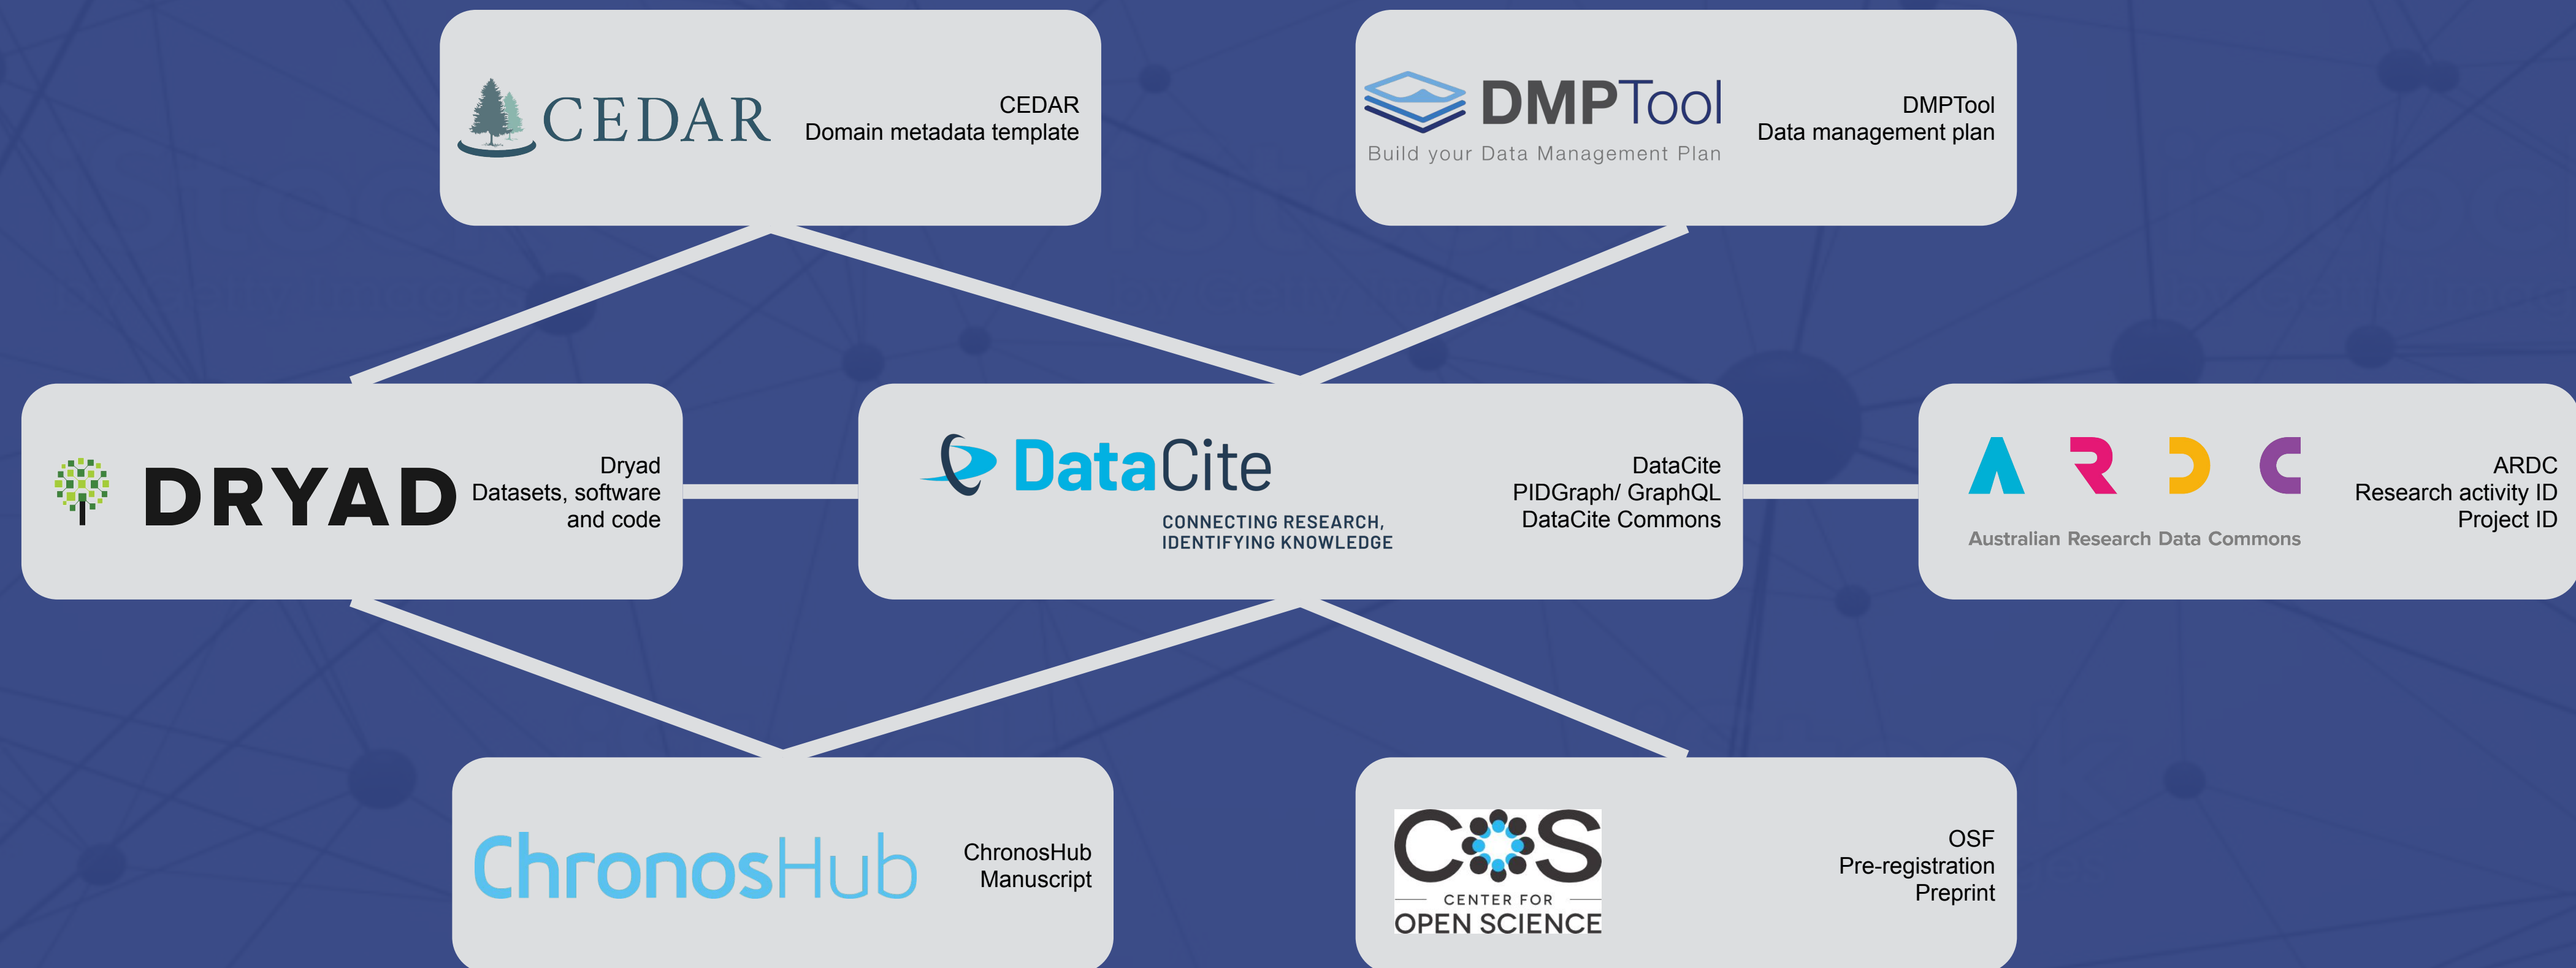 CEDAR
CEDAR
Domain metadata template
DMPTool
Build your Data Management Plan
DMPTool
Data management plan
DRYAD
Dryad
Datasets, software
and code
DataCite
CONNECTING RESEARCH,
IDENTIFYING KNOWLEDGE
DataCite
PIDGraph/ GraphQL
DataCite Commons
ARDC
Australian Research Data Commons
ARDC
Research activity ID
Project ID
ChronosHub
ChronosHub
Manuscript
COS
CENTER FOR
OPEN SCIENCE
OSF
Pre-registration
Preprint